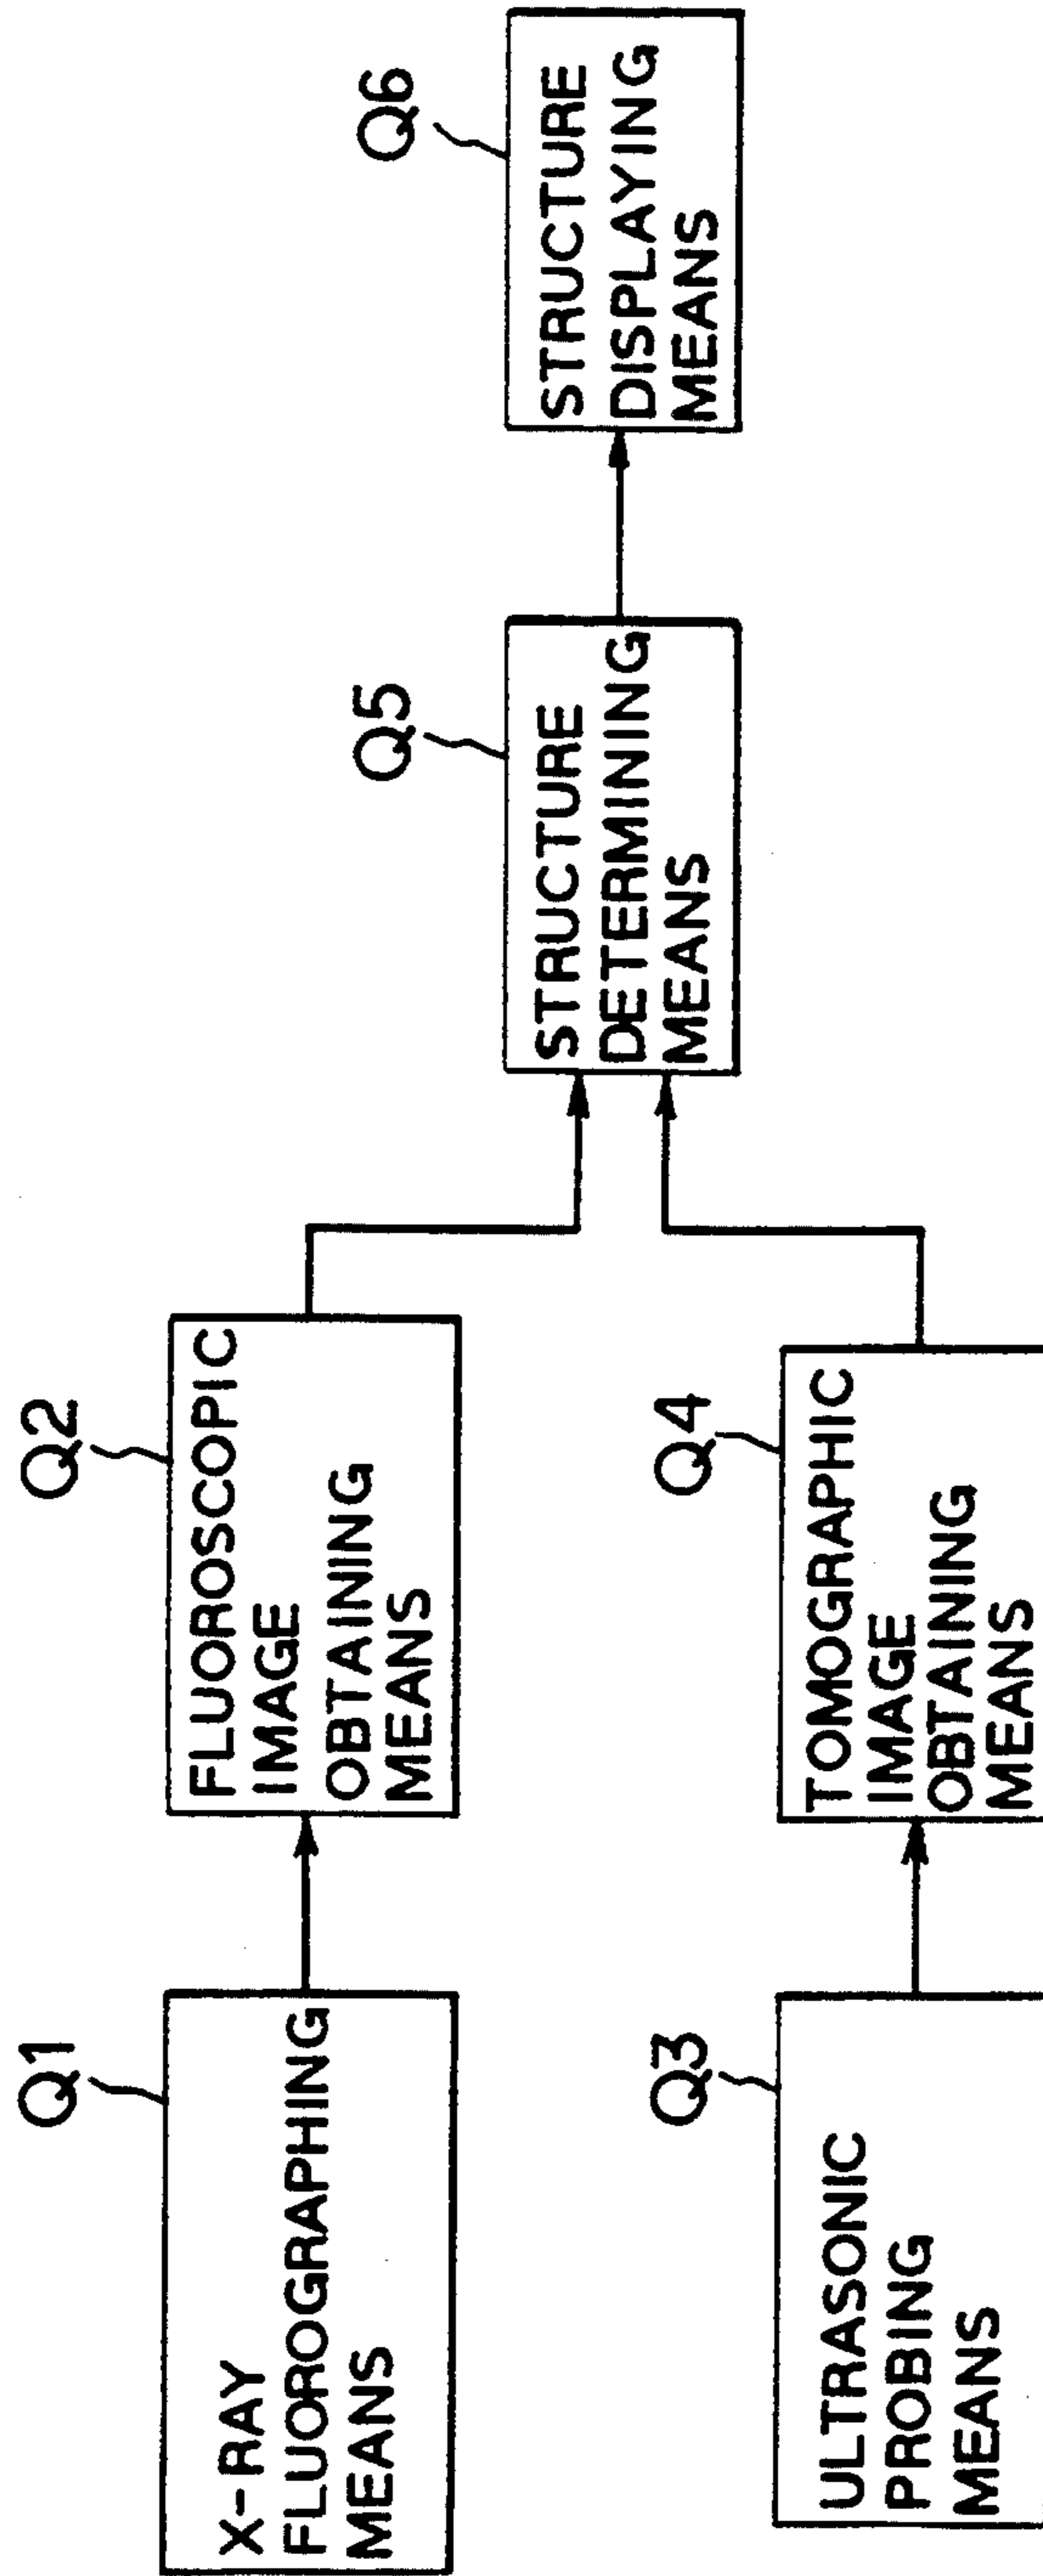 Q1
X-RAY
FLUOROGRAPHING
MEANS
Q2
FLUOROSCOPIC
IMAGE
OBTAINING
MEANS
Q3
ULTRASONIC
PROBING
MEANS
Q4
TOMOGRAPHIC
IMAGE
OBTAINING
MEANS
Q5
STRUCTURE
DETERMINING
MEANS
Q6
STRUCTURE
DISPLAYING
MEANS